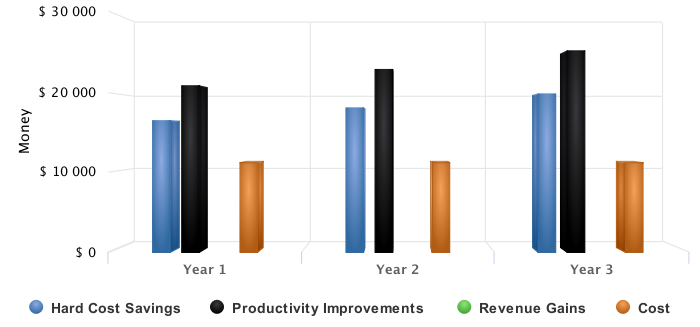 $ 30 000
$ 20 000
$ 10 000
$ 0
Money
Year 1 Year 2 Year 3
Hard Cost Savings Productivity Improvements Revenue Gains Cost